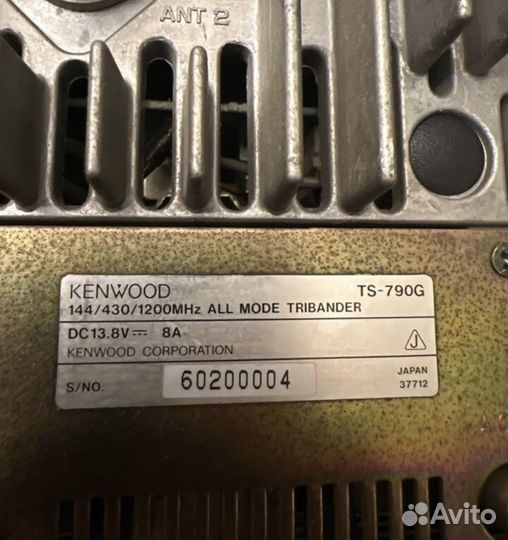 ANT 2
KENWOOD TS-790G
144/430/1200MHz ALL MODE TRIBANDER
DC13.8V⎓ 8A
KENWOOD CORPORATION
J
S/NO. 60200004
JAPAN
37712
Avito